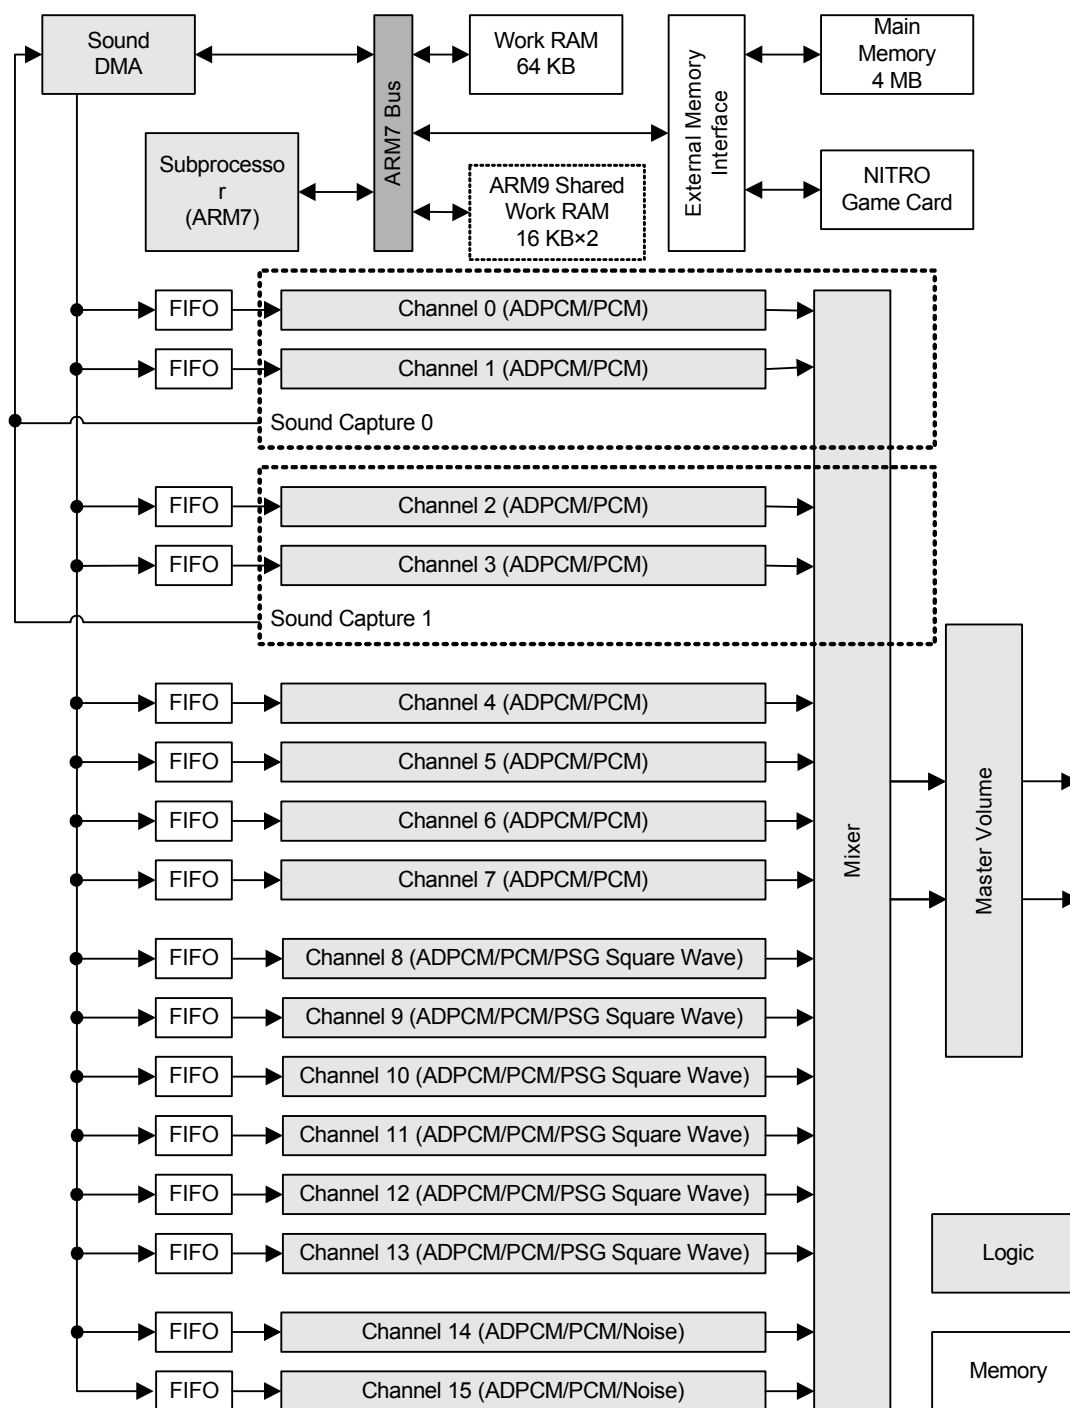 Sound
DMA
Work RAM
64 KB
Main
Memory
4 MB
ARM7 Bus
External Memory
Interface
Subprocesso
r
(ARM7)
ARM9 Shared
Work RAM
16 KB×2
NITRO
Game Card
FIFO
Channel 0 (ADPCM/PCM)
FIFO
Channel 1 (ADPCM/PCM)
Sound Capture 0
FIFO
Channel 2 (ADPCM/PCM)
FIFO
Channel 3 (ADPCM/PCM)
Sound Capture 1
FIFO
Channel 4 (ADPCM/PCM)
FIFO
Channel 5 (ADPCM/PCM)
FIFO
Channel 6 (ADPCM/PCM)
FIFO
Channel 7 (ADPCM/PCM)
Mixer
Master Volume
FIFO
Channel 8 (ADPCM/PCM/PSG Square Wave)
FIFO
Channel 9 (ADPCM/PCM/PSG Square Wave)
FIFO
Channel 10 (ADPCM/PCM/PSG Square Wave)
FIFO
Channel 11 (ADPCM/PCM/PSG Square Wave)
FIFO
Channel 12 (ADPCM/PCM/PSG Square Wave)
FIFO
Channel 13 (ADPCM/PCM/PSG Square Wave)
Logic
FIFO
Channel 14 (ADPCM/PCM/Noise)
Memory
FIFO
Channel 15 (ADPCM/PCM/Noise)